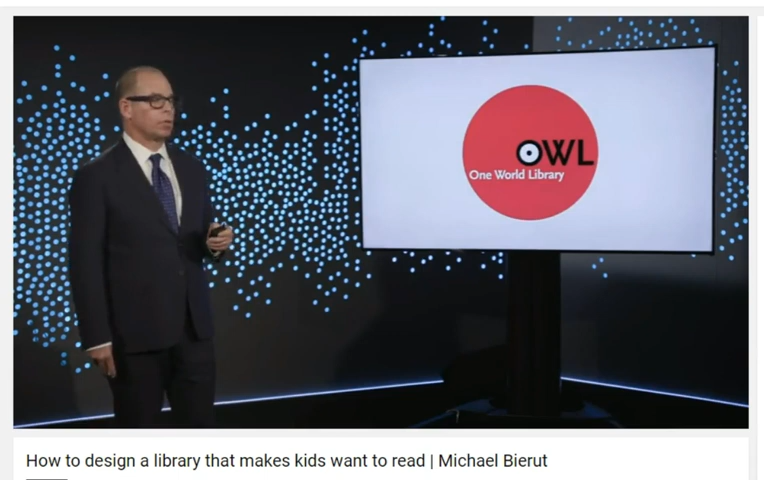 OWL
One World Library
How to design a library that makes kids want to read | Michael Bierut